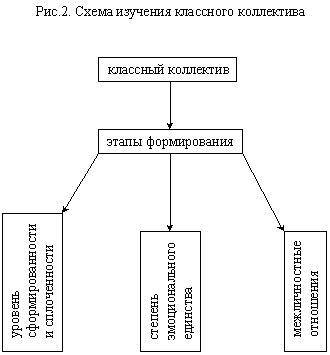 Рис.2. Схема изучения классного коллектива
классный коллектив
этапы формирования
уровень
сформированности
и сплоченности
степень
эмоционального
единства
межличностные
отношения